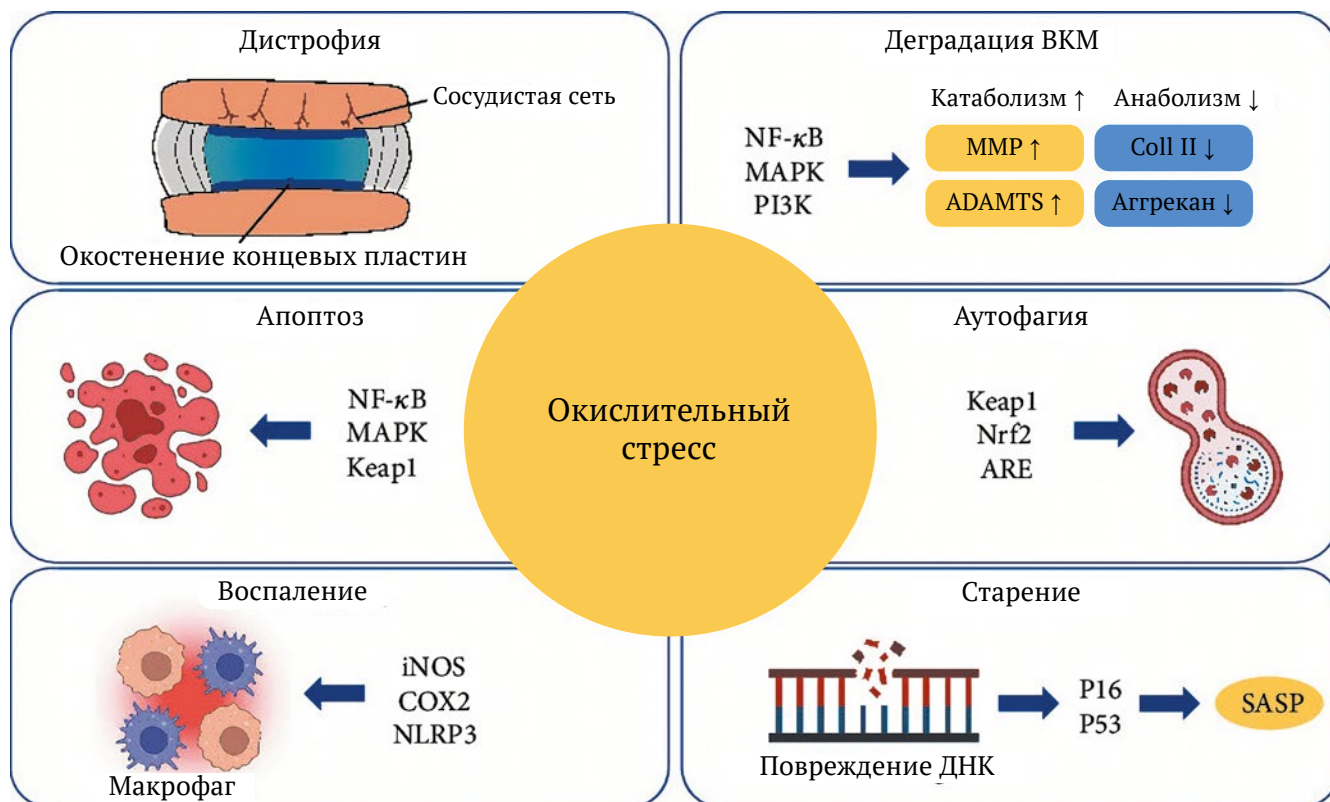 Дистрофия
Сосудистая сеть
Окостенение концевых пластин
Деградация ВКМ
Катаболизм ↑
Анаболизм ↓
NF-κB
MAPK
PI3K
MMP ↑
Coll II ↓
ADAMTS ↑
Аггрекан ↓
Апоптоз
NF-κB
MAPK
Keap1
Окислительный
стресс
Аутофагия
Keap1
Nrf2
ARE
Воспаление
iNOS
COX2
NLRP3
Макрофаг
Старение
P16
P53
SASP
Повреждение ДНК